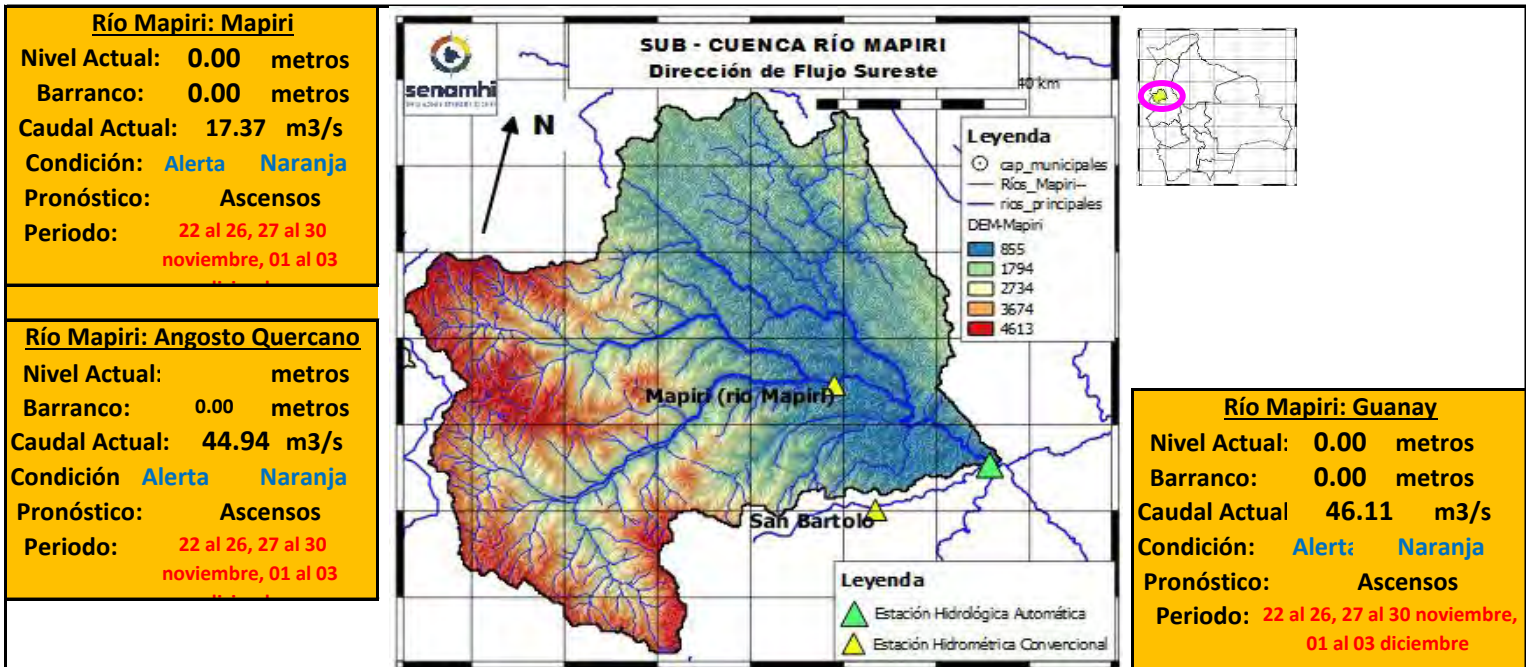 Río Mapiri: Mapiri
Nivel Actual: 0.00 metros
Barranco: 0.00 metros
Caudal Actual: 17.37 m3/s
Condición: Alerta Naranja
Pronóstico: Ascensos
Periodo: 22 al 26, 27 al 30
noviembre, 01 al 03
Río Mapiri: Angosto Quercano
Nivel Actual: metros
Barranco: 0.00 metros
Caudal Actual: 44.94 m3/s
Condición Alerta Naranja
Pronóstico: Ascensos
Periodo: 22 al 26, 27 al 30
noviembre, 01 al 03
senamhi
SUB - CUENCA RÍO MAPIRI
Dirección de Flujo Sureste
40 km
N
Leyenda
cap_municipales
Ríos_Mapiri--
rios_principales
DEM-Mapiri
855
1794
2734
3674
4613
Mapiri (rio Mapiri)
San Bartolo
Leyenda
Estación Hidrológica Automática
Estación Hidrométrica Convencional
Río Mapiri: Guanay
Nivel Actual: 0.00 metros
Barranco: 0.00 metros
Caudal Actual 46.11 m3/s
Condición: Alerta Naranja
Pronóstico: Ascensos
Periodo: 22 al 26, 27 al 30 noviembre,
01 al 03 diciembre